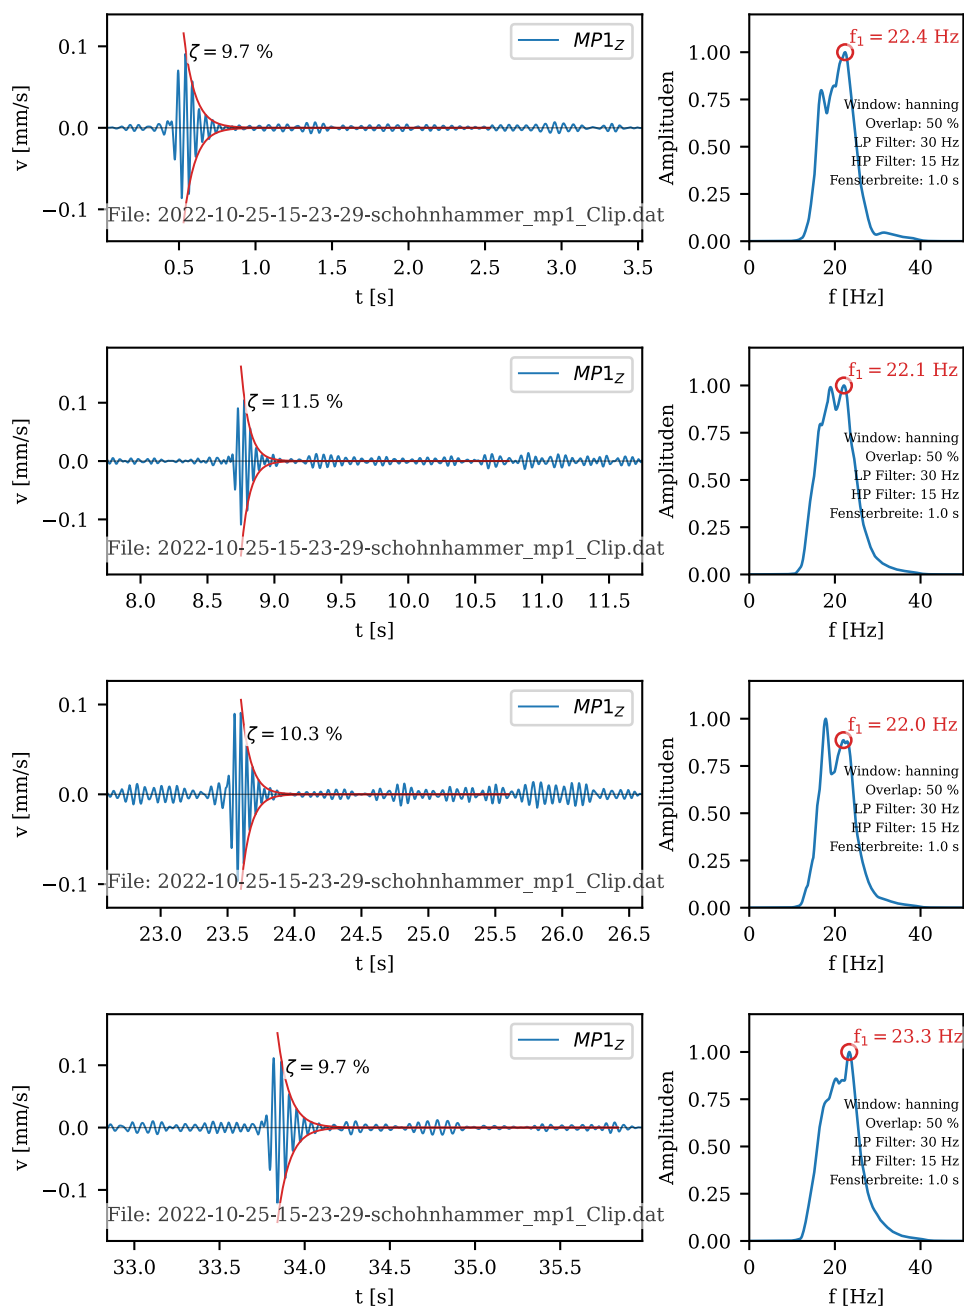 ζ = 9.7 %
MP1Z
0.1
0.0
−0.1
v [mm/s]
File: 2022-10-25-15-23-29-schohnhammer_mp1_Clip.dat
0.5 1.0 1.5 2.0 2.5 3.0 3.5
t [s]
f1 = 22.4 Hz
1.00
0.75
0.50
0.25
0.00
Amplituden
Window: hanning
Overlap: 50 %
LP Filter: 30 Hz
HP Filter: 15 Hz
Fensterbreite: 1.0 s
0 20 40
f [Hz]
ζ = 11.5 %
MP1Z
0.1
0.0
−0.1
v [mm/s]
File: 2022-10-25-15-23-29-schohnhammer_mp1_Clip.dat
8.0 8.5 9.0 9.5 10.0 10.5 11.0 11.5
t [s]
f1 = 22.1 Hz
1.00
0.75
0.50
0.25
0.00
Amplituden
Window: hanning
Overlap: 50 %
LP Filter: 30 Hz
HP Filter: 15 Hz
Fensterbreite: 1.0 s
0 20 40
f [Hz]
ζ = 10.3 %
MP1Z
0.1
0.0
−0.1
v [mm/s]
File: 2022-10-25-15-23-29-schohnhammer_mp1_Clip.dat
23.0 23.5 24.0 24.5 25.0 25.5 26.0 26.5
t [s]
f1 = 22.0 Hz
1.00
0.75
0.50
0.25
0.00
Amplituden
Window: hanning
Overlap: 50 %
LP Filter: 30 Hz
HP Filter: 15 Hz
Fensterbreite: 1.0 s
0 20 40
f [Hz]
ζ = 9.7 %
MP1Z
0.1
0.0
−0.1
v [mm/s]
File: 2022-10-25-15-23-29-schohnhammer_mp1_Clip.dat
33.0 33.5 34.0 34.5 35.0 35.5
t [s]
f1 = 23.3 Hz
1.00
0.75
0.50
0.25
0.00
Amplituden
Window: hanning
Overlap: 50 %
LP Filter: 30 Hz
HP Filter: 15 Hz
Fensterbreite: 1.0 s
0 20 40
f [Hz]